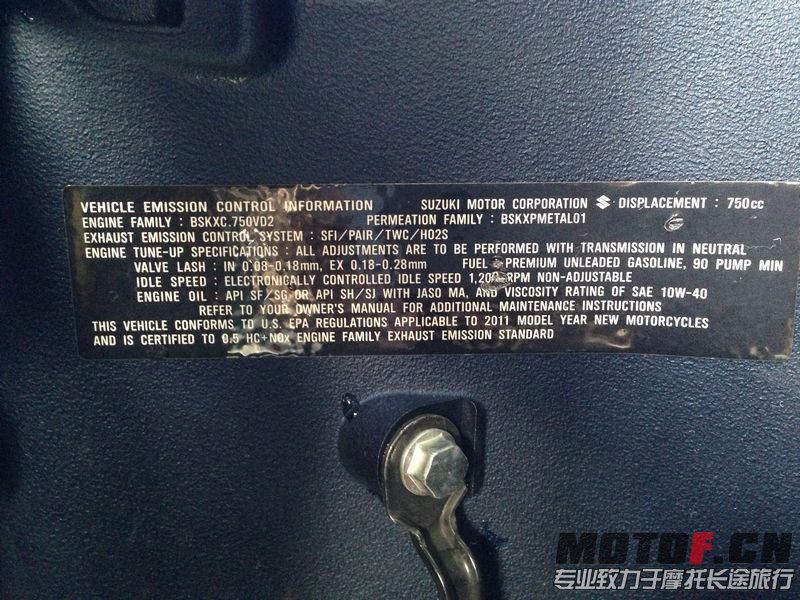 VEHICLE EMISSION CONTROL INFORMATION SUZUKI MOTOR CORPORATION DISPLACEMENT : 750cc
ENGINE FAMILY : BSKXC.750VD2 PERMEATION FAMILY : BSKXPMETAL01
EXHAUST EMISSION CONTROL SYSTEM : SFI/PAIR/TWC/HO2S
ENGINE TUNE-UP SPECIFICATIONS : ALL ADJUSTMENTS ARE TO BE PERFORMED WITH TRANSMISSION IN NEUTRAL
VALVE LASH : IN 0.08-0.18mm, EX 0.18-0.28mm FUEL : PREMIUM UNLEADED GASOLINE, 90 PUMP MIN
IDLE SPEED : ELECTRONICALLY CONTROLLED IDLE SPEED 1,200 RPM NON-ADJUSTABLE
ENGINE OIL : API SF/SG OR API SH/SJ WITH JASO MA, AND VISCOSITY RATING OF SAE 10W-40
REFER TO YOUR OWNER'S MANUAL FOR ADDITIONAL MAINTENANCE INSTRUCTIONS
THIS VEHICLE CONFORMS TO U.S. EPA REGULATIONS APPLICABLE TO 2011 MODEL YEAR NEW MOTORCYCLES
AND IS CERTIFIED TO 0.5 HC+NOx ENGINE FAMILY EXHAUST EMISSION STANDARD
MOTOF.CN
专业致力于摩托长途旅行